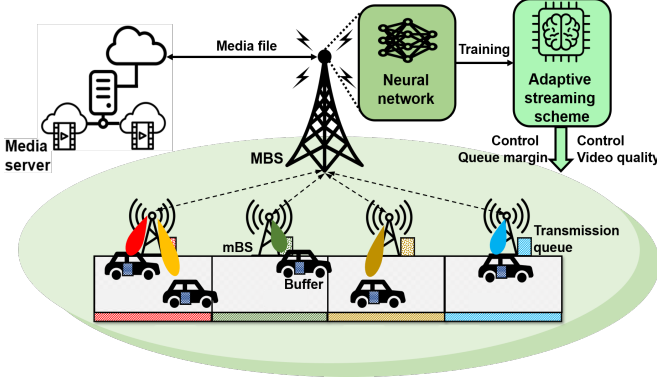 Media file
Neural
network
Training
Adaptive
streaming
scheme
Media
server
MBS
Control
Queue margin
Control
Video quality
mBS
Transmission
queue
Buffer